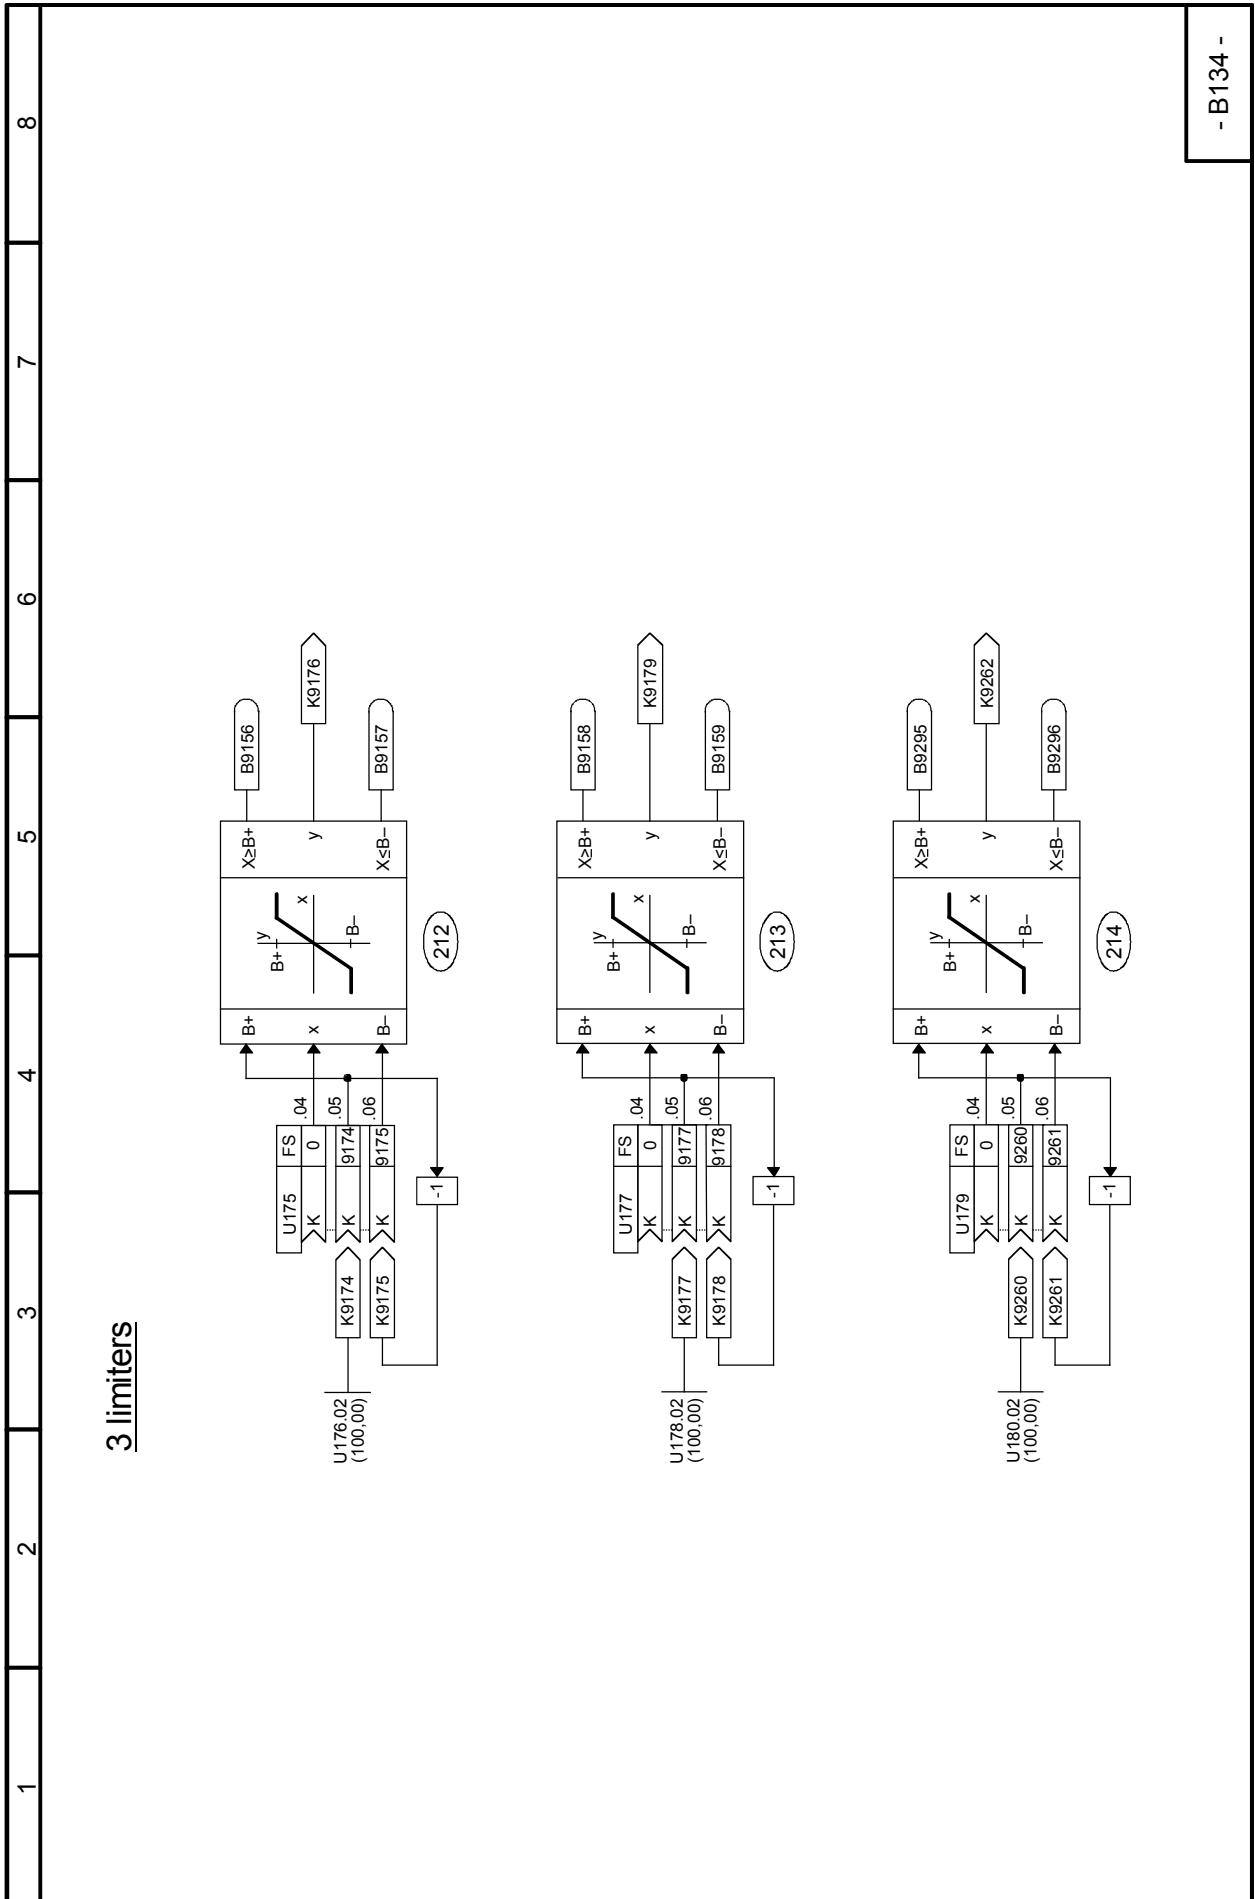 1 2 3 4 5 6 7 8
3 limiters
U175 FS
K 0 .04
K9174 K 9174 .05
K9175 K 9175 .06
U176.02
(100,00)
-1
B+
x
B–
y
B+
x
B–
X≥B+
y
X≤B–
B9156
K9176
B9157
212
U177 FS
K 0 .04
K9177 K 9177 .05
K9178 K 9178 .06
U178.02
(100,00)
-1
B+
x
B–
y
B+
x
B–
X≥B+
y
X≤B–
B9158
K9179
B9159
213
U179 FS
K 0 .04
K9260 K 9260 .05
K9261 K 9261 .06
U180.02
(100,00)
-1
B+
x
B–
y
B+
x
B–
X≥B+
y
X≤B–
B9295
K9262
B9296
214
- B134 -